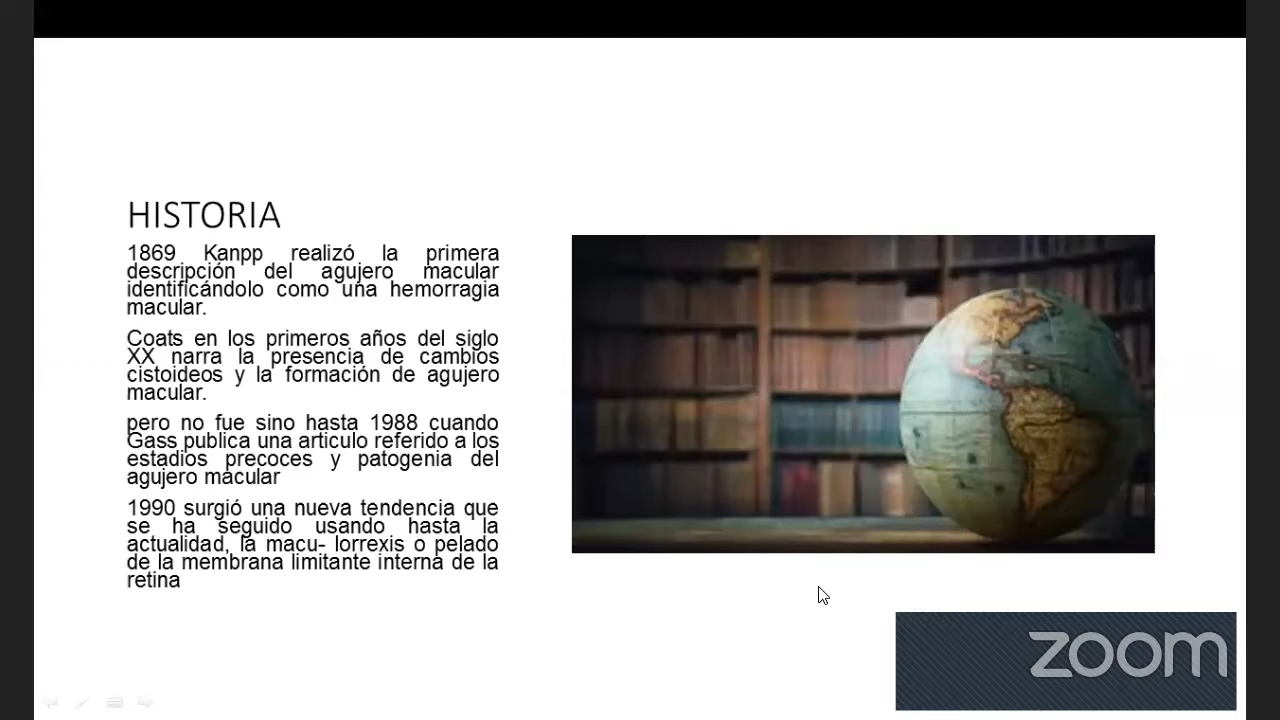 HISTORIA
1869 Kanpp realizó la primera
descripción del agujero macular
identificándolo como una hemorragia
macular.
Coats en los primeros años del siglo
XX narra la presencia de cambios
cistoideos y la formación de agujero
macular.
pero no fue sino hasta 1988 cuando
Gass publica una articulo referido a los
estadios precoces y patogenia del
agujero macular
1990 surgió una nueva tendencia que
se ha seguido usando hasta la
actualidad, la macu- lorrexis o pelado
de la membrana limitante interna de la
retina
zoom